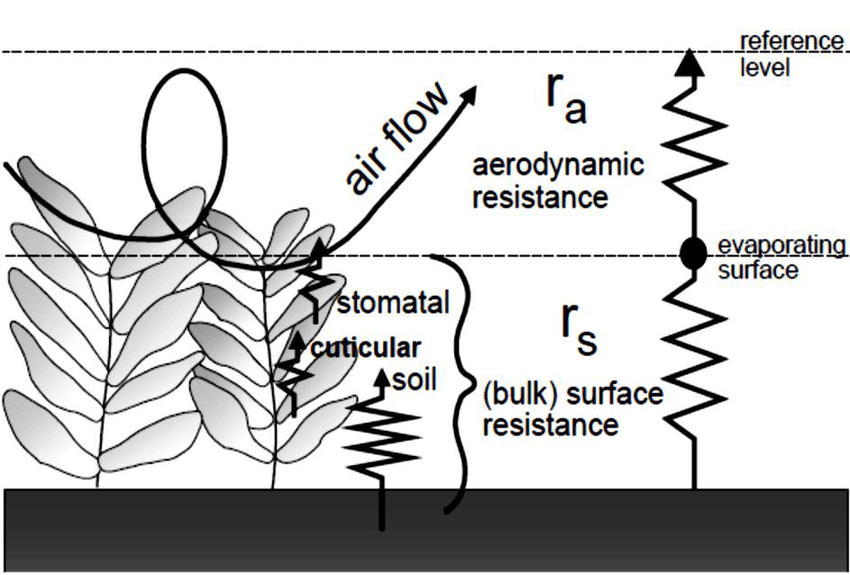 reference
level
r a
air flow
aerodynamic
resistance
evaporating
surface
stomatal
r s
cuticular
soil
(bulk) surface
resistance